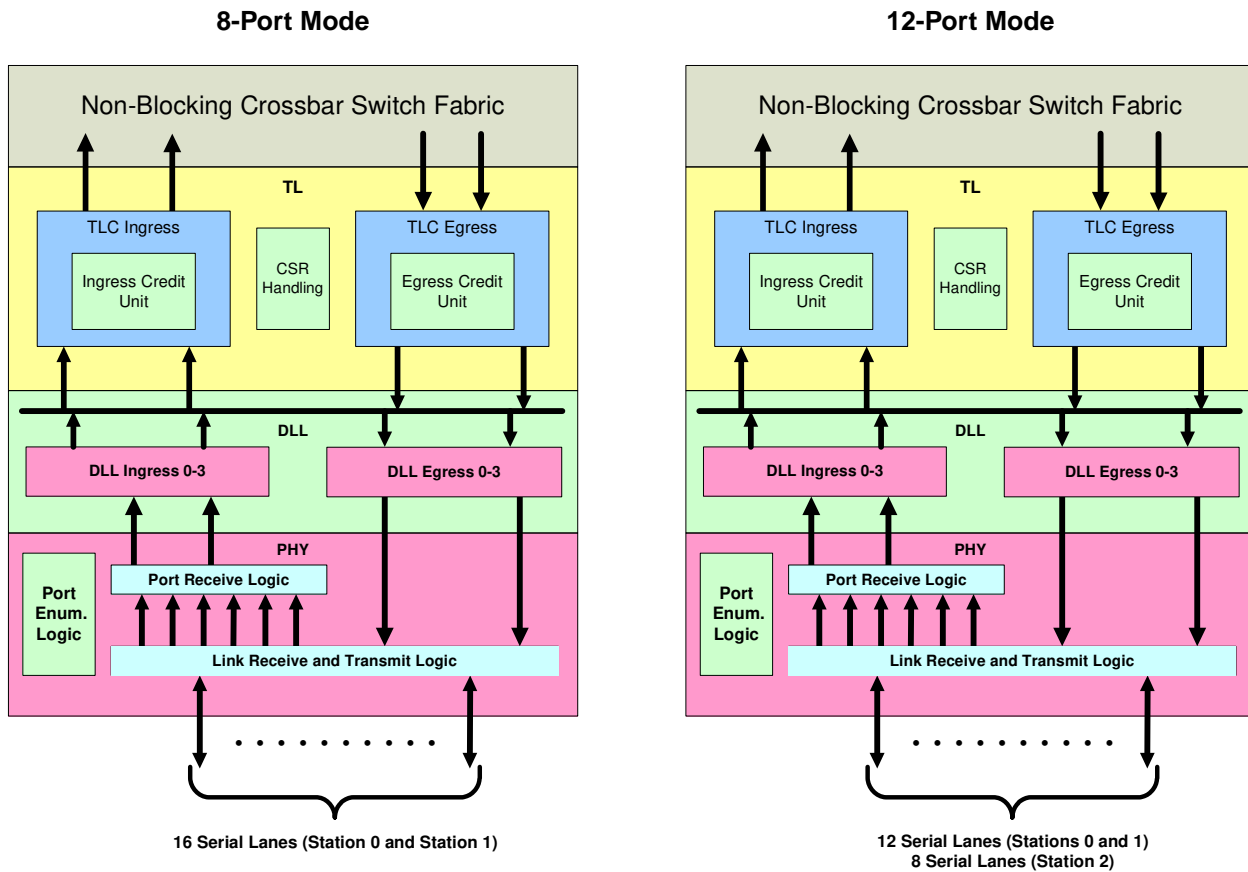 8-Port Mode
Non-Blocking Crossbar Switch Fabric
TL
TLC Ingress
Ingress Credit
Unit
CSR
Handling
TLC Egress
Egress Credit
Unit
DLL
DLL Ingress 0-3
DLL Egress 0-3
PHY
Port
Enum.
Logic
Port Receive Logic
Link Receive and Transmit Logic
16 Serial Lanes (Station 0 and Station 1)
12-Port Mode
Non-Blocking Crossbar Switch Fabric
TL
TLC Ingress
Ingress Credit
Unit
CSR
Handling
TLC Egress
Egress Credit
Unit
DLL
DLL Ingress 0-3
DLL Egress 0-3
PHY
Port
Enum.
Logic
Port Receive Logic
Link Receive and Transmit Logic
12 Serial Lanes (Stations 0 and 1)
8 Serial Lanes (Station 2)